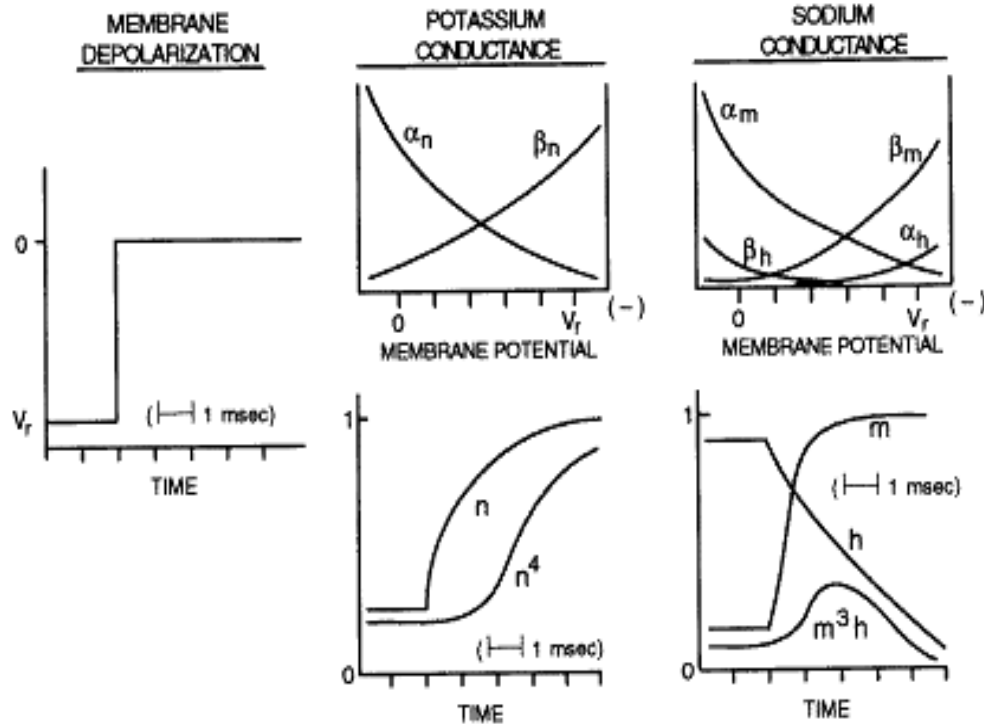 MEMBRANE
DEPOLARIZATION
0
Vr
( 1 msec)
TIME
POTASSIUM
CONDUCTANCE
αn
βn
0
Vr
(-)
MEMBRANE POTENTIAL
1
n
n⁴
( 1 msec)
0
TIME
SODIUM
CONDUCTANCE
αm
βm
βh
αh
0
Vr
(-)
MEMBRANE POTENTIAL
1
m
( 1 msec)
h
m³h
0
TIME